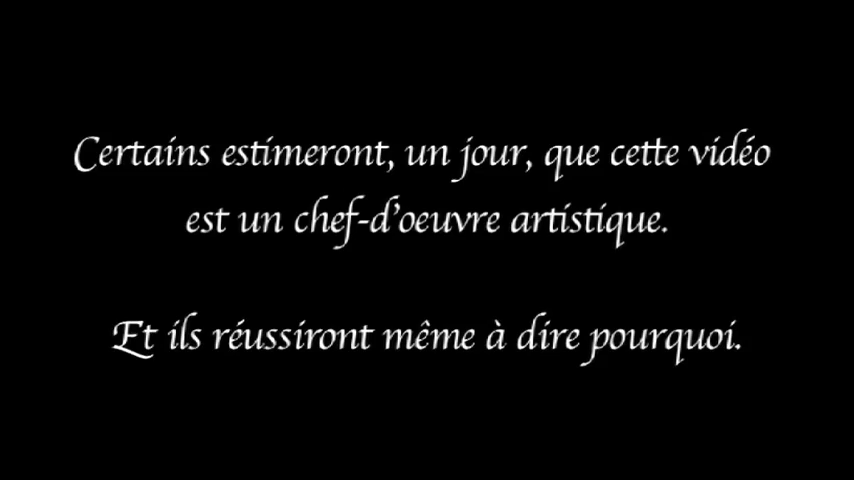 Certains estimeront, un jour, que cette vidéo
est un chef-d'oeuvre artistique.
Et ils réussiront même à dire pourquoi.